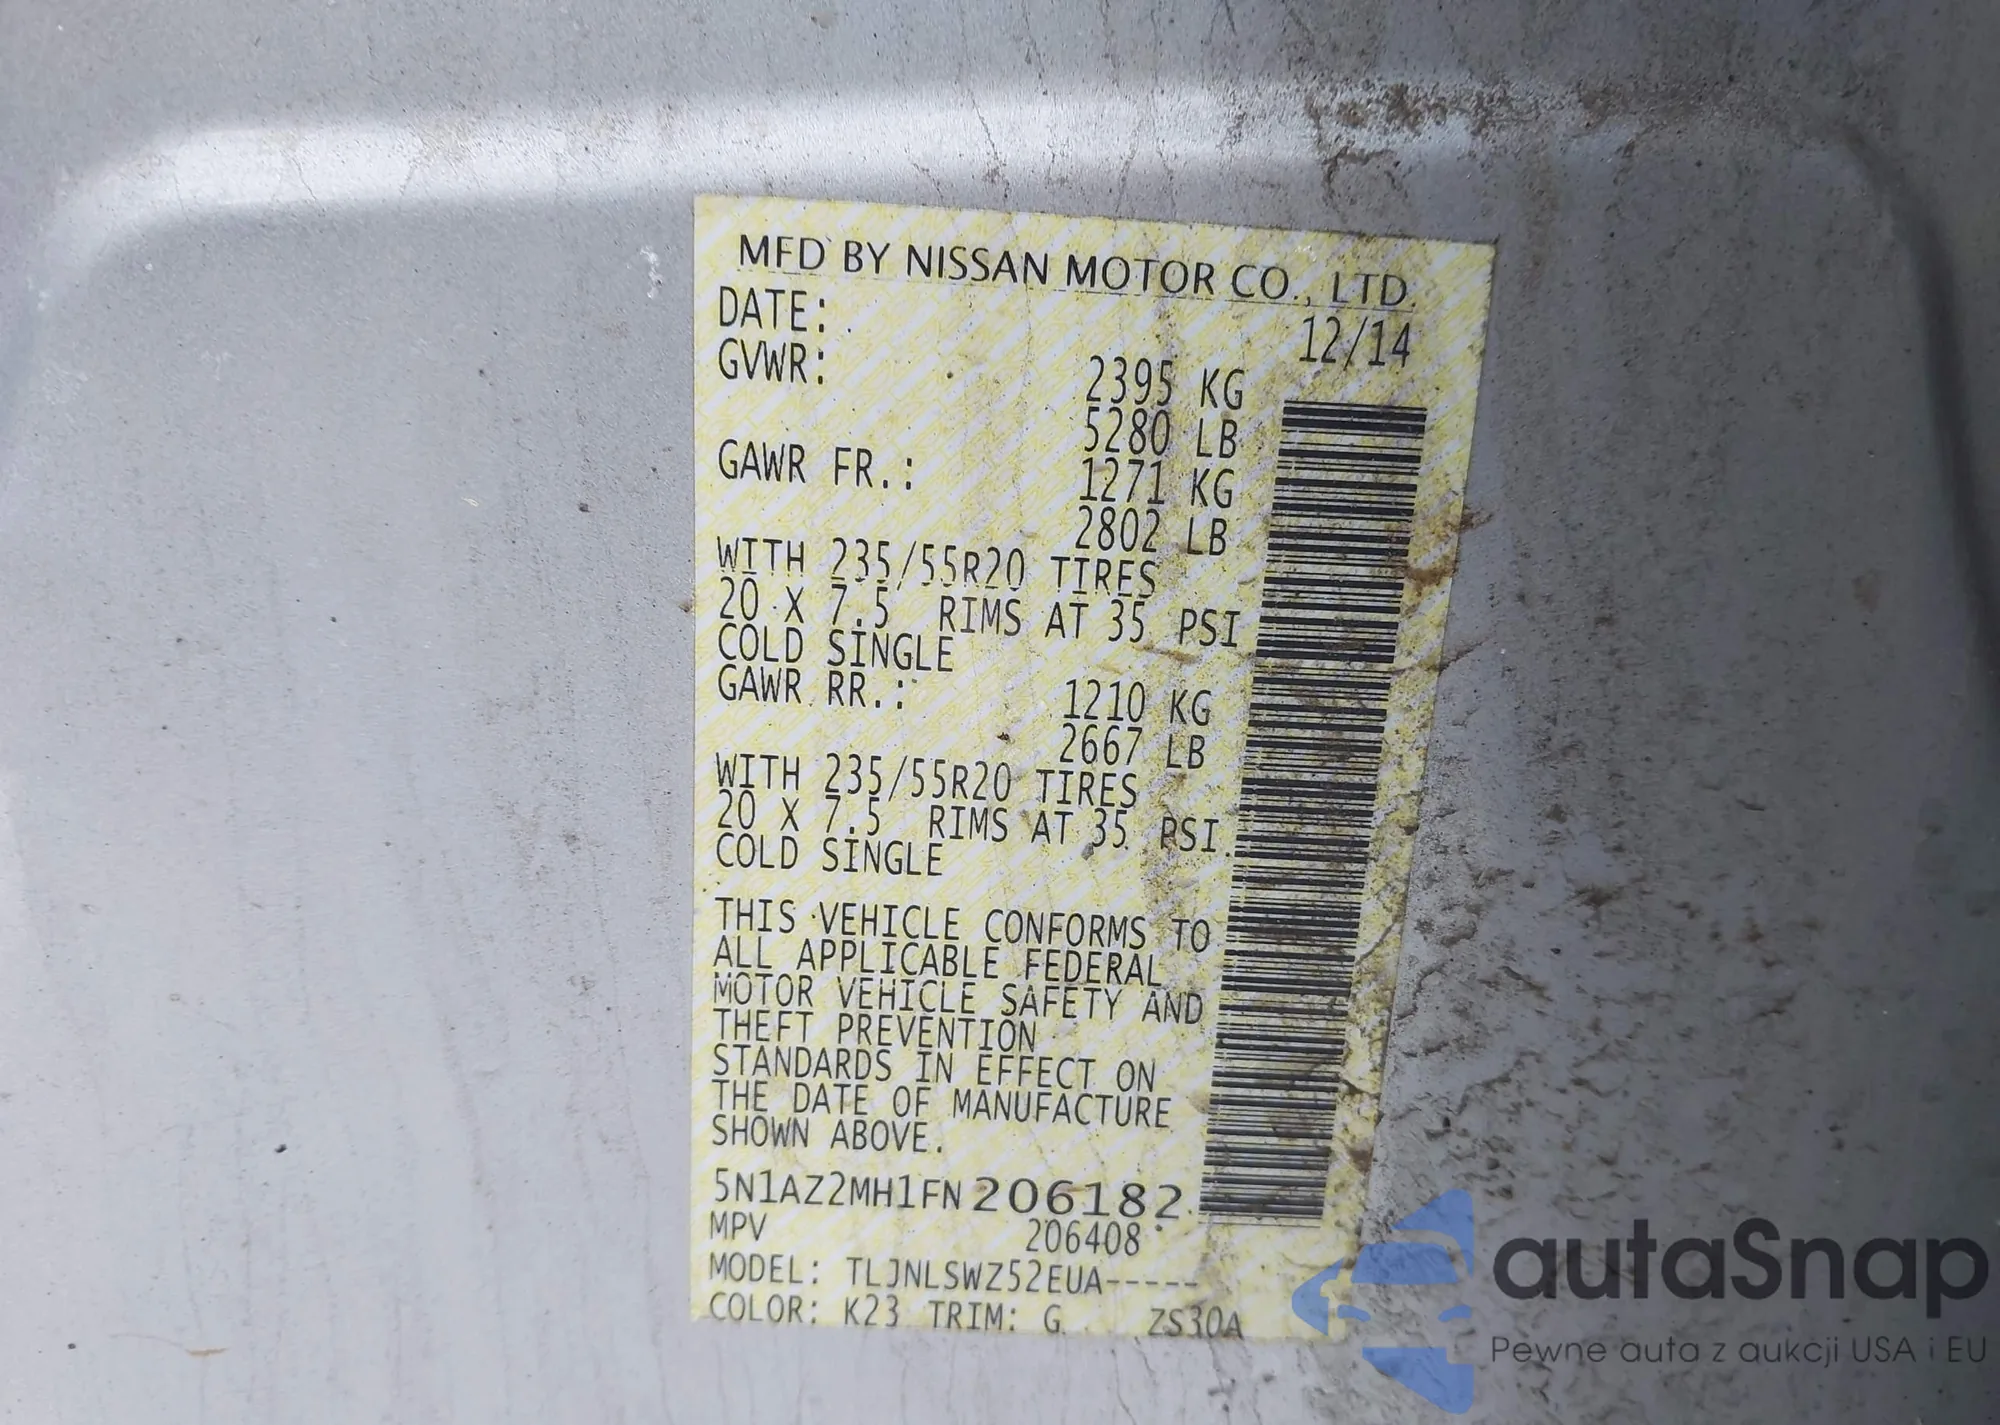 MFD BY NISSAN MOTOR CO., LTD.
DATE: 12/14
GVWR: 2395 KG
5280 LB
GAWR FR.: 1271 KG
2802 LB
WITH 235/55R20 TIRES
20 X 7.5 RIMS AT 35 PSI
COLD SINGLE
GAWR RR.: 1210 KG
2667 LB
WITH 235/55R20 TIRES
20 X 7.5 RIMS AT 35 PSI
COLD SINGLE
THIS VEHICLE CONFORMS TO
ALL APPLICABLE FEDERAL
MOTOR VEHICLE SAFETY AND
THEFT PREVENTION
STANDARDS IN EFFECT ON
THE DATE OF MANUFACTURE
SHOWN ABOVE.
5N1AZ2MH1FN206182
MPV 206408
MODEL: TLJNLSWZ52EUA-----
COLOR: K23 TRIM: G ZS30A
autaSnap
Pewne auta z aukcji USA i EU